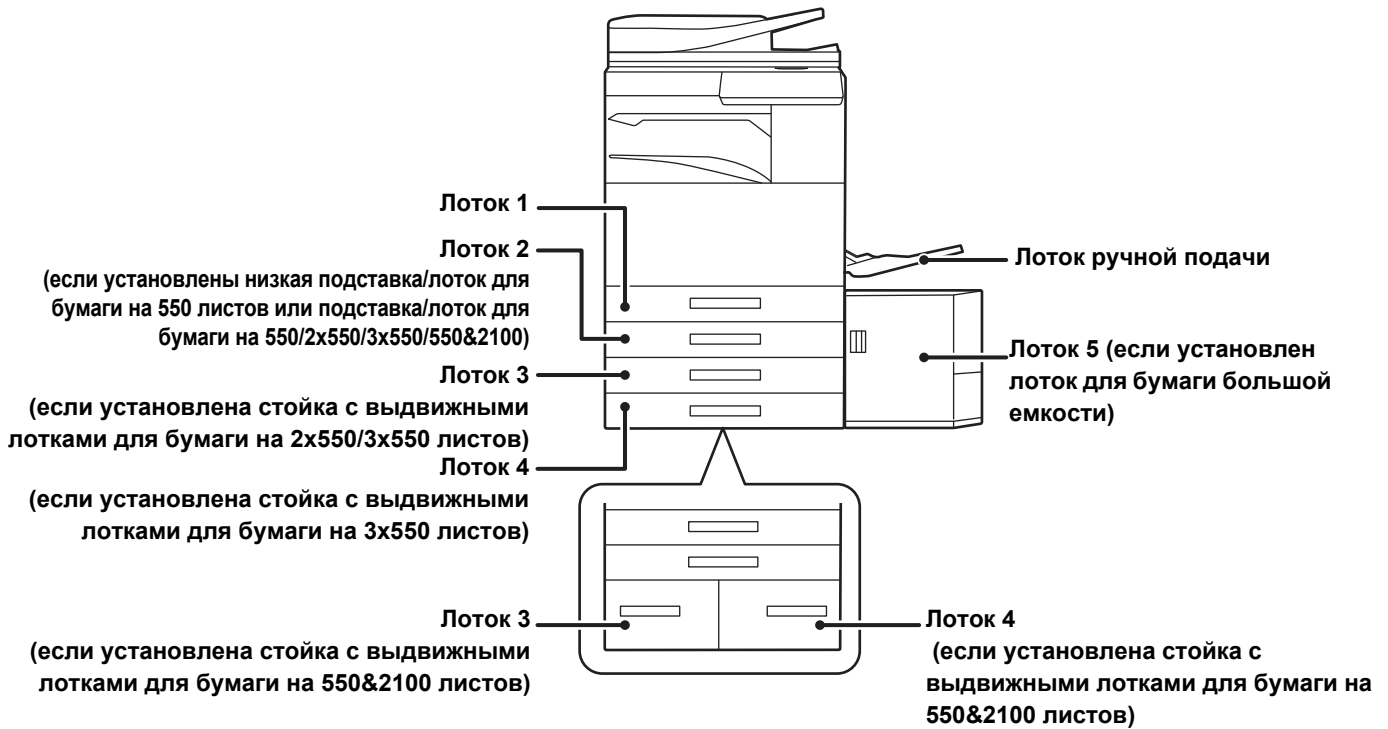 Лоток 1
Лоток 2
(если установлены низкая подставка/лоток для
бумаги на 550 листов или подставка/лоток для
бумаги на 550/2x550/3x550/550&2100)
Лоток 3
(если установлена стойка с выдвижными
лотками для бумаги на 2x550/3x550 листов)
Лоток 4
(если установлена стойка с выдвижными
лотками для бумаги на 3x550 листов)
Лоток ручной подачи
Лоток 5 (если установлен
лоток для бумаги большой
емкости)
Лоток 3
(если установлена стойка с выдвижными
лотками для бумаги на 550&2100 листов)
Лоток 4
(если установлена стойка с
выдвижными лотками для бумаги на
550&2100 листов)